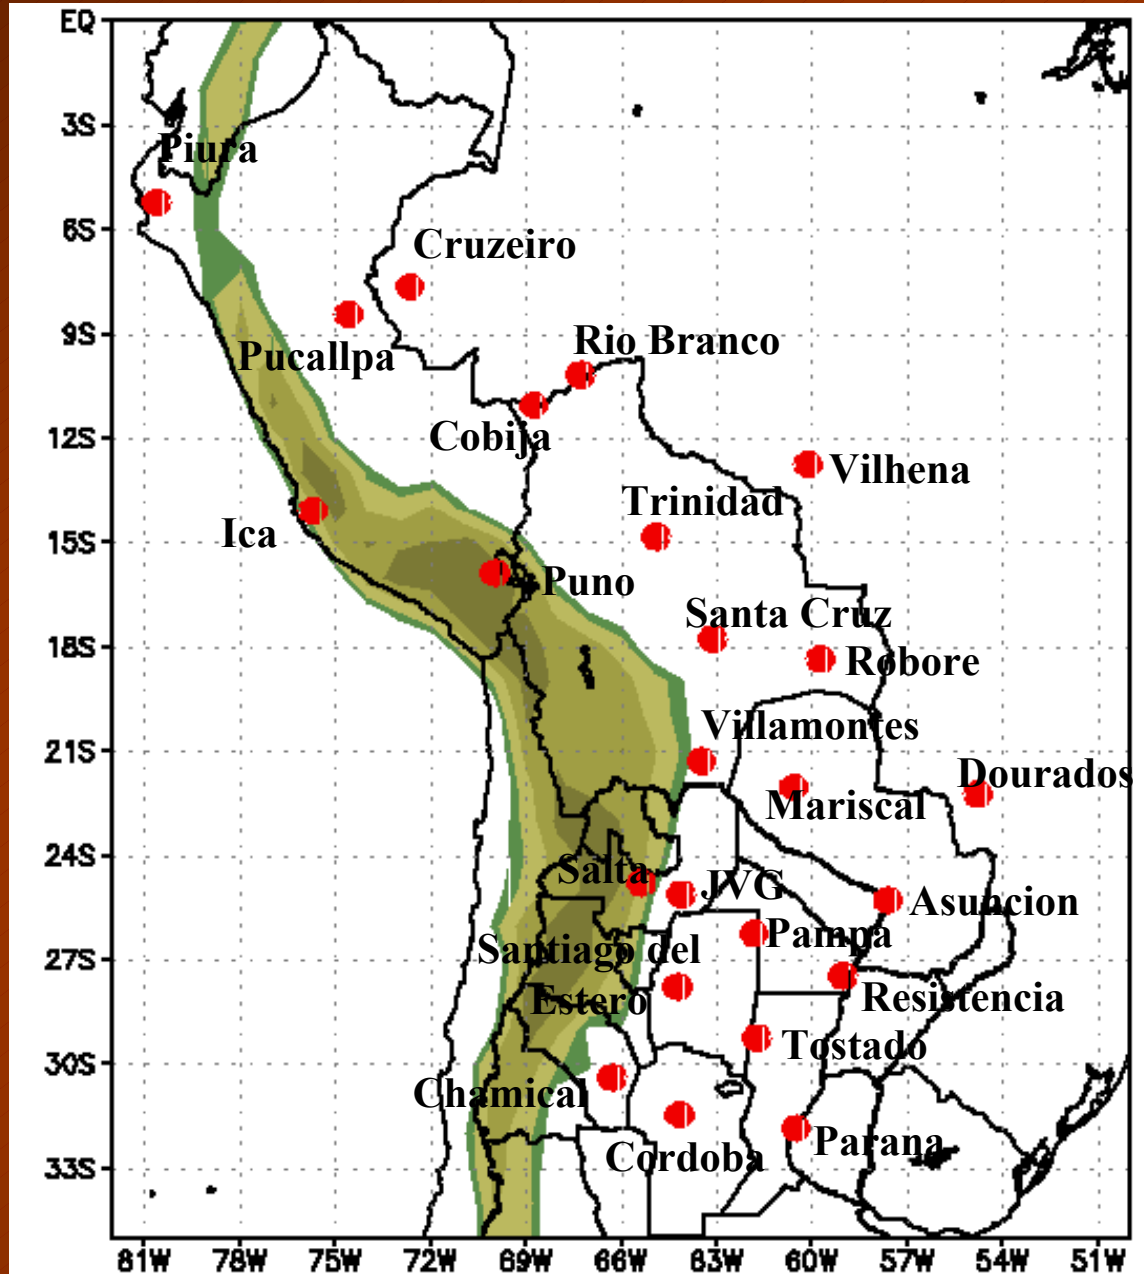 EQ
3S
Piura
6S
Cruzeiro
9S
Rio Branco
Pucallpa
12S
Cobija
Vilhena
Trinidad
Ica
15S
Puno
Santa Cruz
18S
Robore
Villamontes
21S
Dourados
Mariscal
24S
Salta
JVG
Asuncion
Pampa
27S
Santiago del
Estero
Resistencia
Tostado
30S
Chamical
Parana
Cordoba
33S
81W 78W 75W 72W 69W 66W 63W 60W 57W 54W 51W